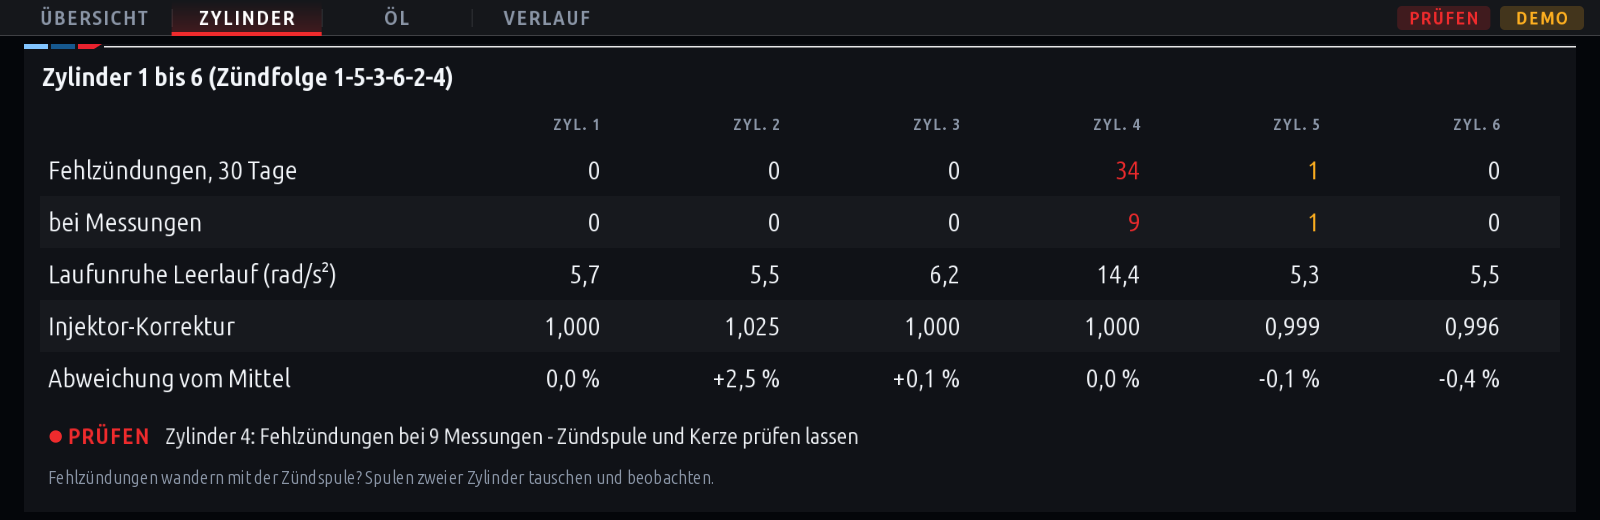 ÜBERSICHT ZYLINDER ÖL VERLAUF PRÜFEN DEMO
Zylinder 1 bis 6 (Zündfolge 1-5-3-6-2-4)
ZYL. 1 ZYL. 2 ZYL. 3 ZYL. 4 ZYL. 5 ZYL. 6
Fehlzündungen, 30 Tage 0 0 0 34 1 0
bei Messungen 0 0 0 9 1 0
Laufunruhe Leerlauf (rad/s²) 5,7 5,5 6,2 14,4 5,3 5,5
Injektor-Korrektur 1,000 1,025 1,000 1,000 0,999 0,996
Abweichung vom Mittel 0,0 % +2,5 % +0,1 % 0,0 % -0,1 % -0,4 %
PRÜFEN Zylinder 4: Fehlzündungen bei 9 Messungen - Zündspule und Kerze prüfen lassen
Fehlzündungen wandern mit der Zündspule? Spulen zweier Zylinder tauschen und beobachten.